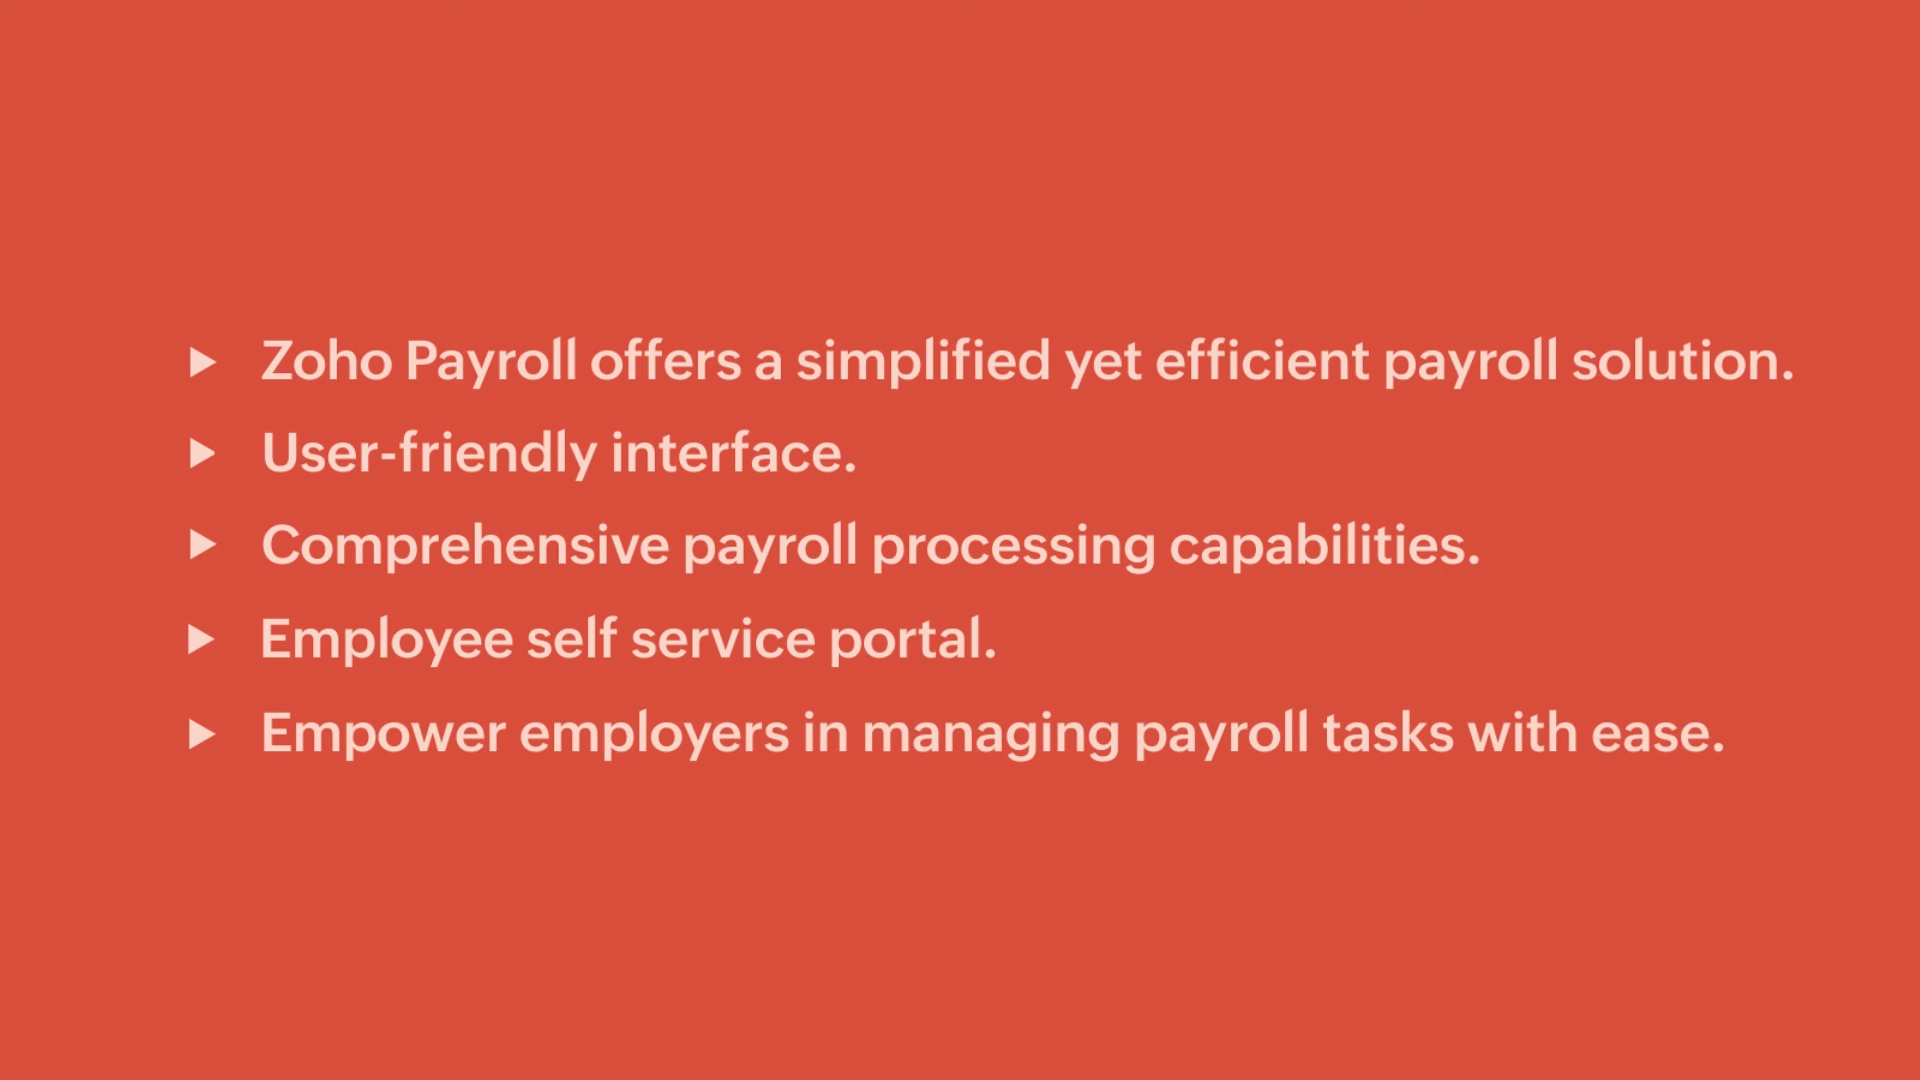 Zoho Payroll offers a simplified yet efficient payroll solution.
User-friendly interface.
Comprehensive payroll processing capabilities.
Employee self service portal.
Empower employers in managing payroll tasks with ease.